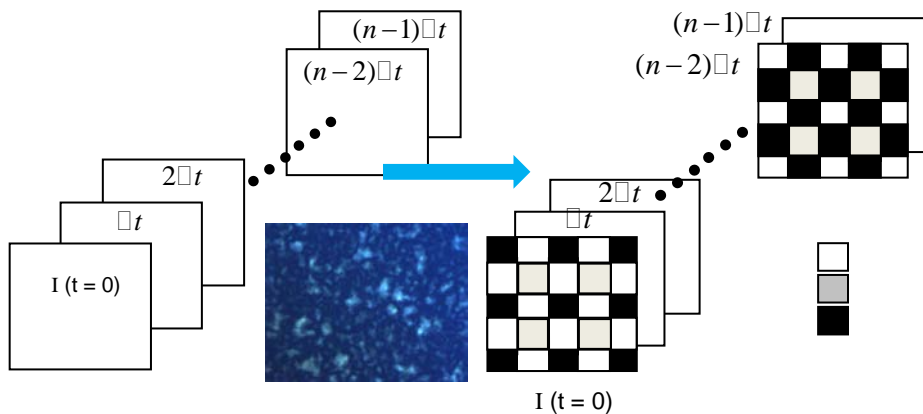 (n−1)□t
(n−2)□t
2□t
□t
I (t = 0)
(n−1)□t
(n−2)□t
2□t
□t
I (t = 0)